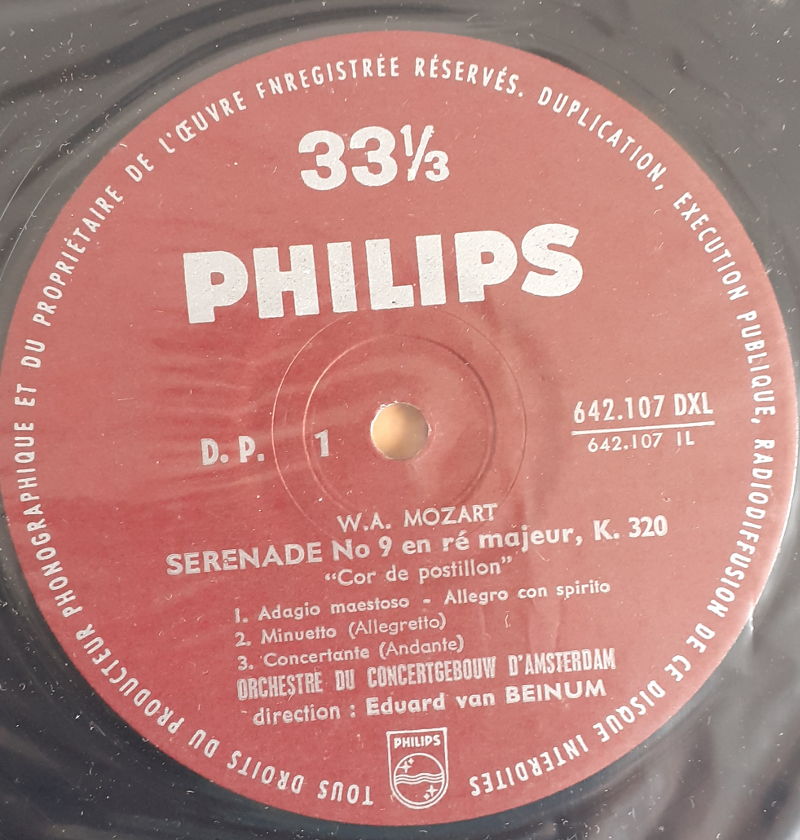 TOUS DROITS DU PRODUCTEUR PHONOGRAPHIQUE ET DU PROPRIÉTAIRE DE L'ŒUVRE ENREGISTRÉE RÉSERVÉS. DUPLICATION, EXECUTION PUBLIQUE, RADIODIFFUSION DE CE DISQUE INTERDITES
33⅓
PHILIPS
D. P. 1
642.107 DXL
642.107 1L
W.A. MOZART
SERENADE No 9 en ré majeur, K. 320
"Cor de postillon"
1. Adagio maestoso - Allegro con spirito
2. Minuetto (Allegretto)
3. Concertante (Andante)
ORCHESTRE DU CONCERTGEBOUW D'AMSTERDAM
direction : Eduard van BEINUM
PHILIPS